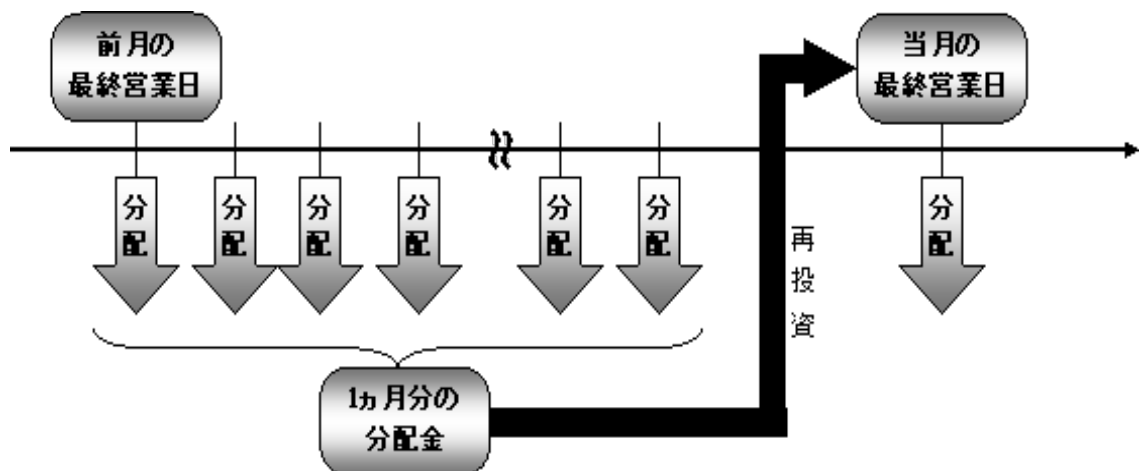 前月の
最終営業日
当月の
最終営業日
分配
分配
分配
分配
分配
分配
分配
再投資
1ヵ月分の
分配金